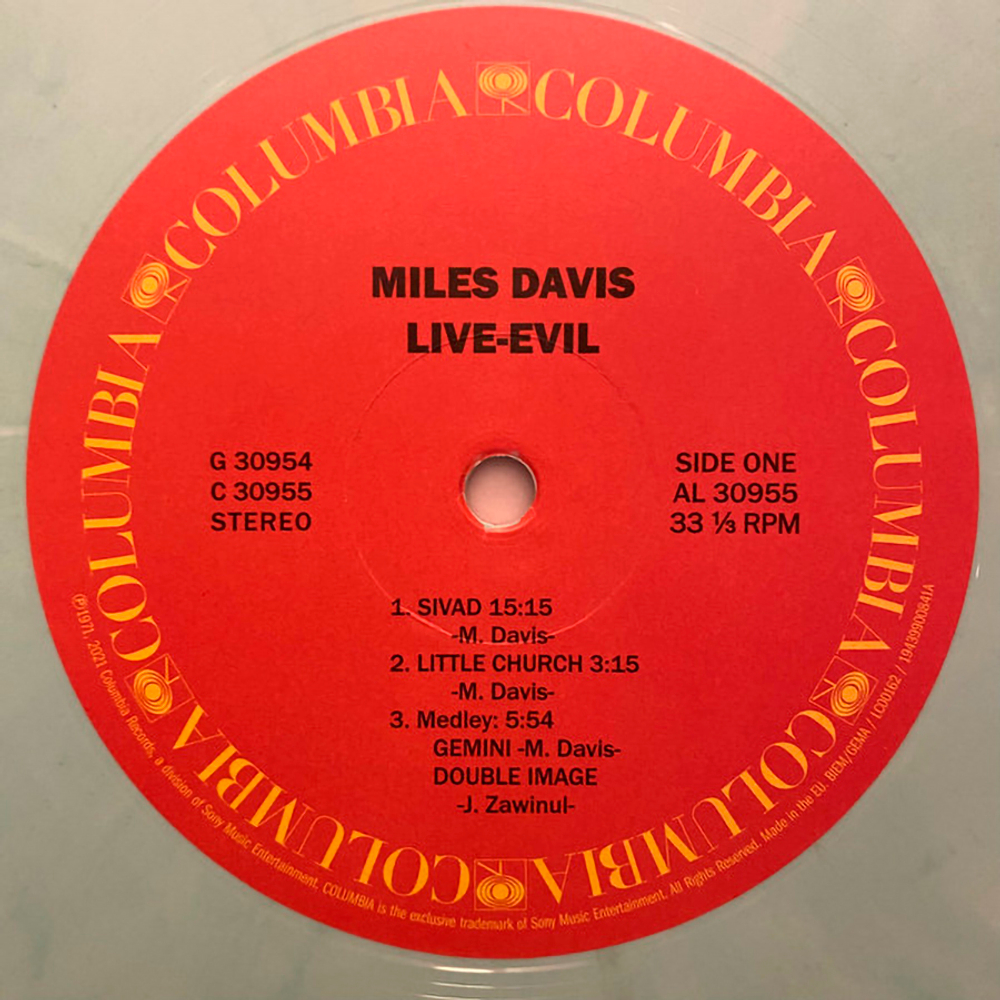 COLUMBIA COLUMBIA COLUMBIA COLUMBIA COLUMBIA COLUMBIA
MILES DAVIS
LIVE-EVIL
G 30954
C 30955
STEREO
SIDE ONE
AL 30955
33 ⅓ RPM
1. SIVAD 15:15
-M. Davis-
2. LITTLE CHURCH 3:15
-M. Davis-
3. Medley: 5:54
GEMINI -M. Davis-
DOUBLE IMAGE
-J. Zawinul-
℗1971, 2021 Columbia Records, a division of Sony Music Entertainment. COLUMBIA is the exclusive trademark of Sony Music Entertainment. All Rights Reserved. Made in the EU. BIEM/GEMA / LC00162 / 19439900841A